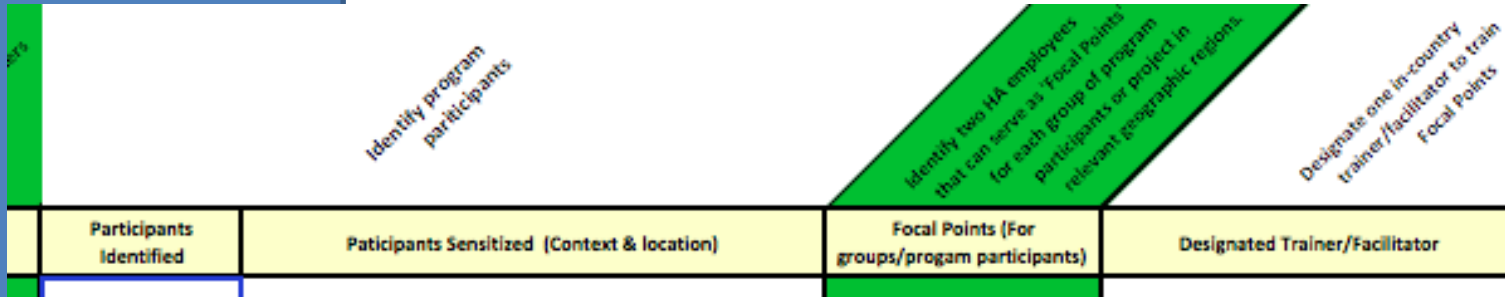 ers
Identify program
pariticipants
Identify two HA employees
that can serve as 'Focal Points'
for each group of program
participants or project in
relevant geographic regions.
Designate one in-country
trainer/facilitator to train
Focal Points
Participants
Identified
Paticipants Sensitized (Context & location)
Focal Points (For
groups/progam participants)
Designated Trainer/Facilitator